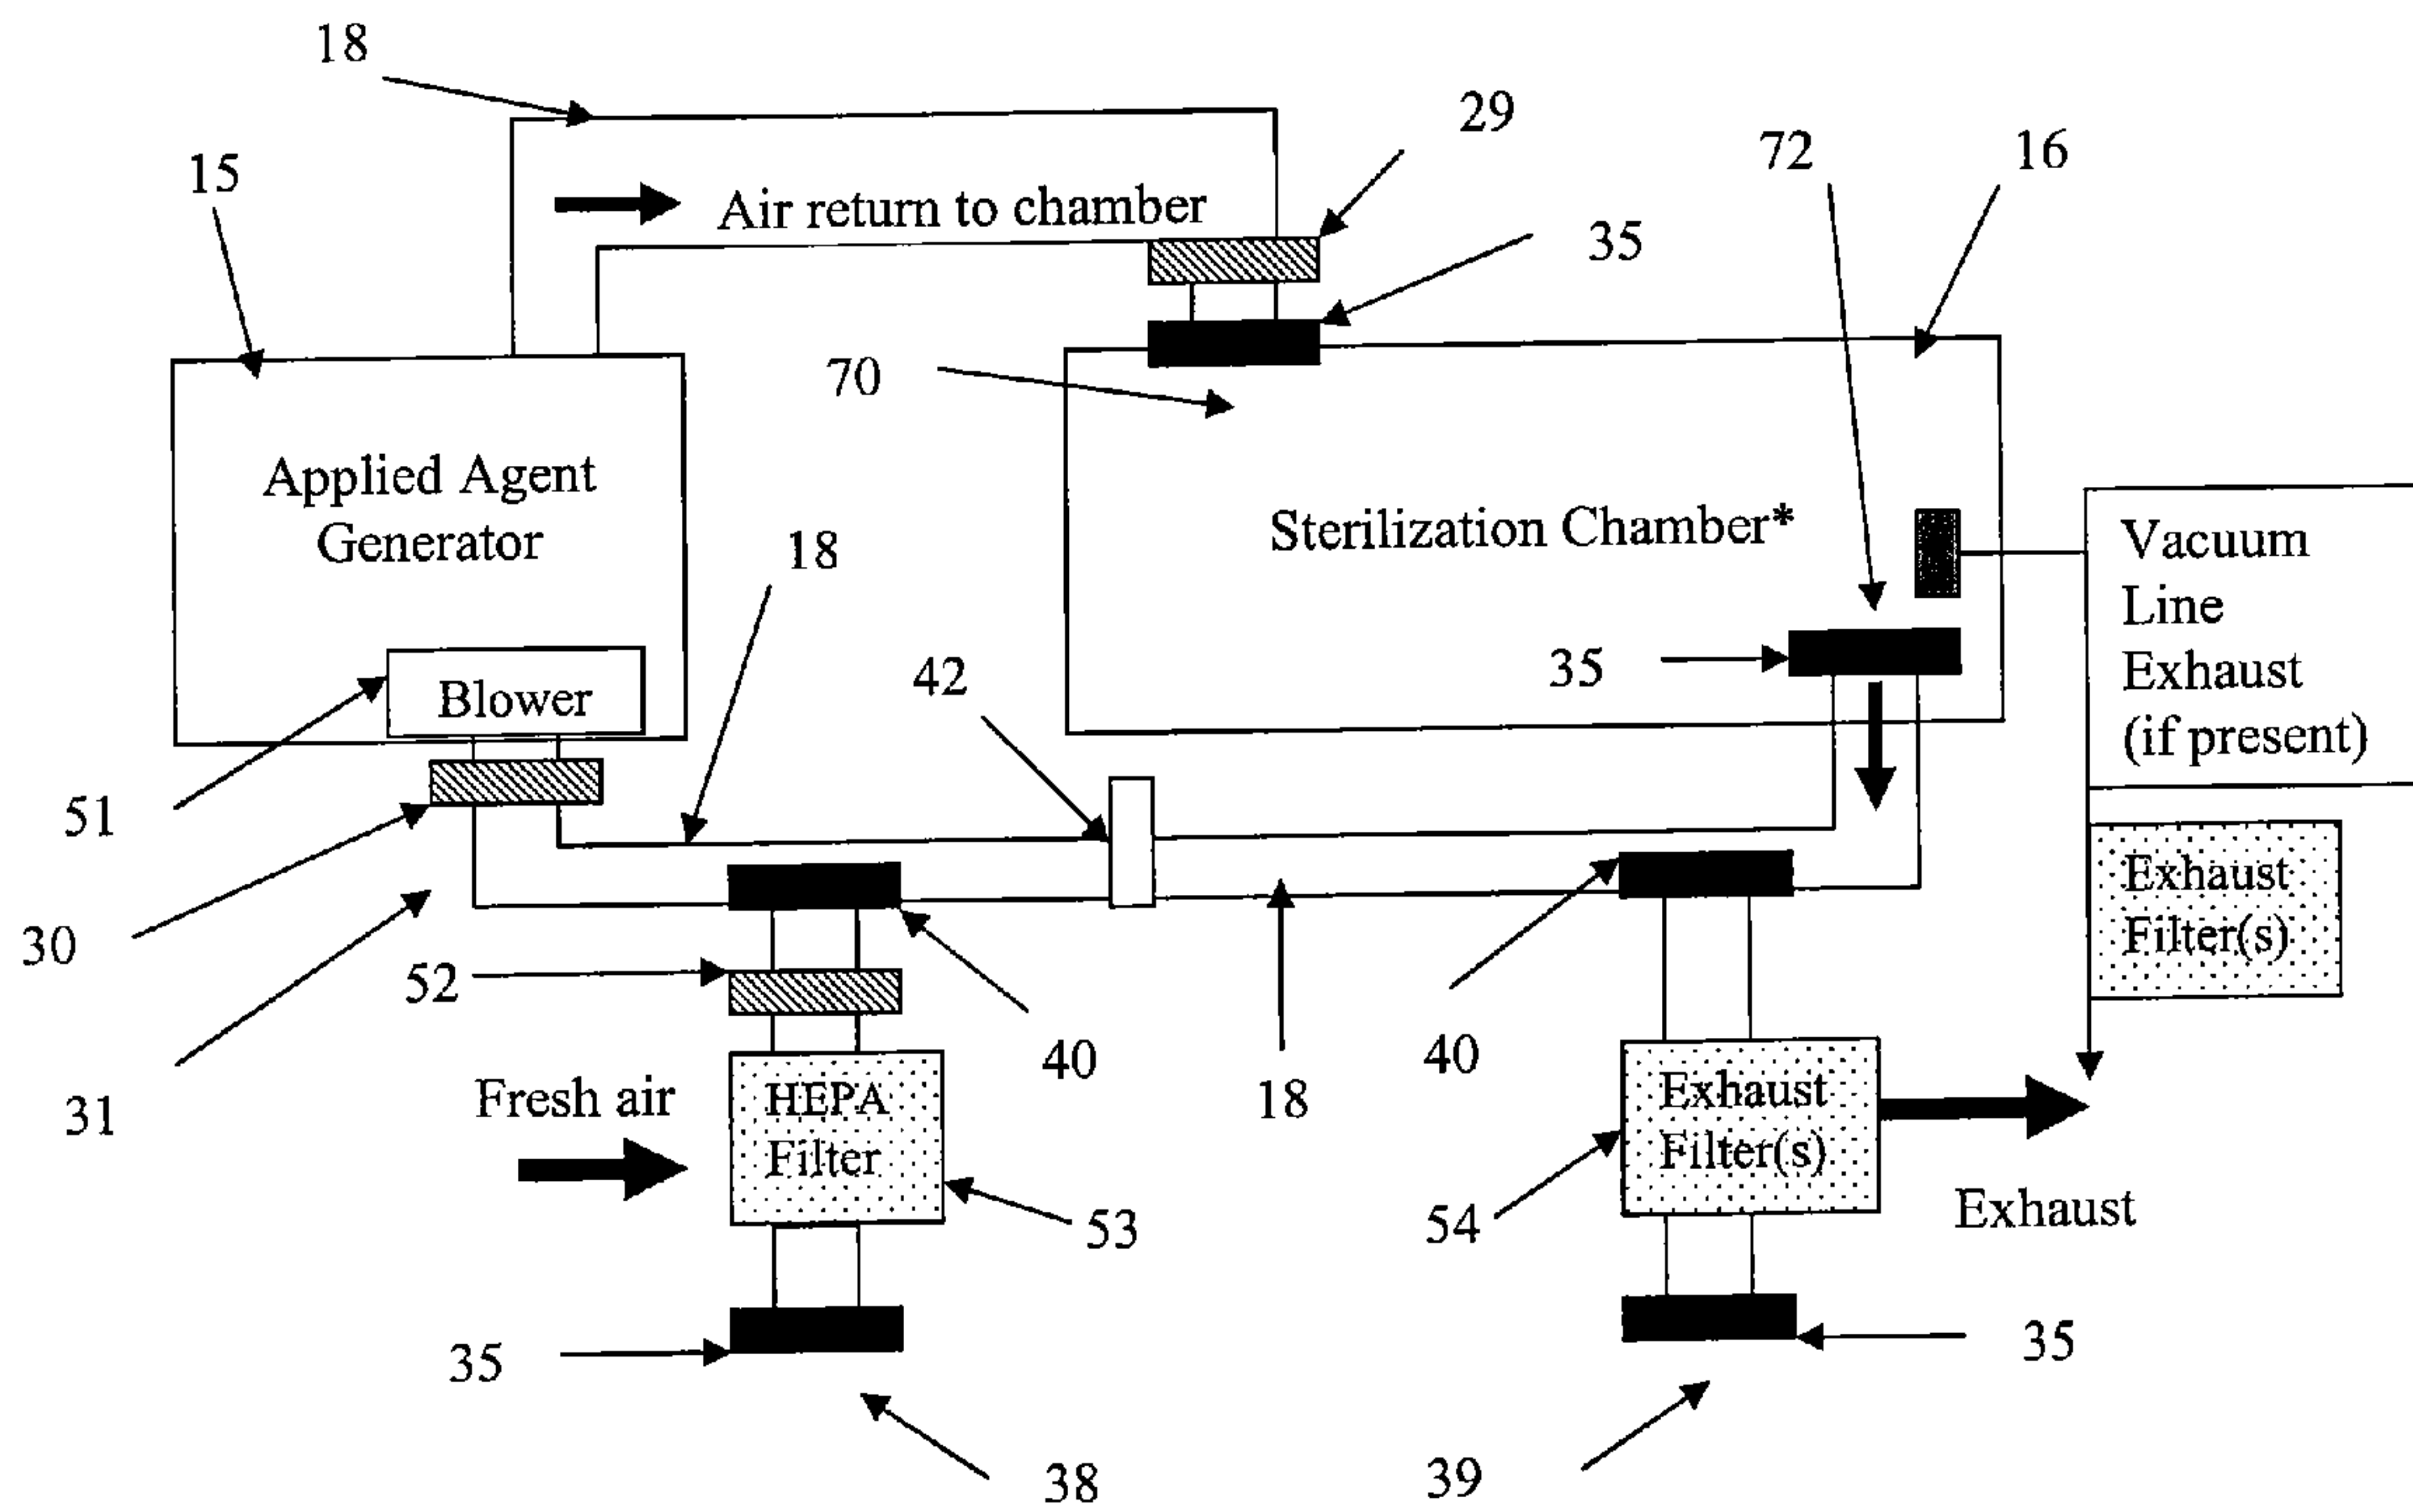 18
29
72
16
15
Air return to chamber
35
70
Applied Agent
Generator
Sterilization Chamber*
Vacuum
Line
Exhaust
(if present)
18
42
35
Blower
51
30
52
40
40
Exhaust
Filter(s)
31
Fresh air
HEPA
Filter
18
Exhaust
Filter(s)
53
54
Exhaust
35
35
38
39